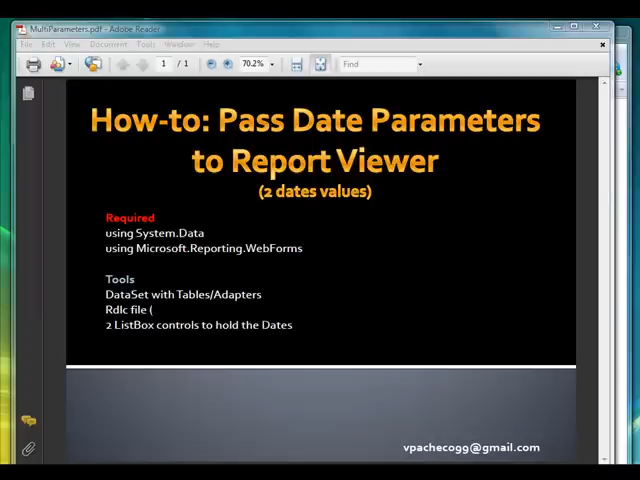 MultiParameters.pdf - Adobe Reader
File Edit View Document Tools Window Help
1 / 1 70.2% Find
How-to: Pass Date Parameters
to Report Viewer
(2 dates values)
Required
using System.Data
using Microsoft.Reporting.WebForms
Tools
DataSet with Tables/Adapters
Rdlc file (
2 ListBox controls to hold the Dates
vpachecogg@gmail.com